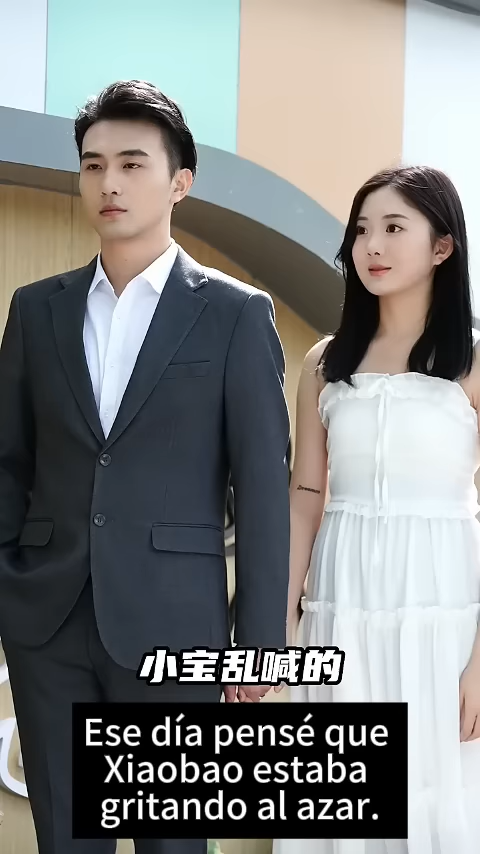 小宝乱喊的
Ese día pensé que
Xiaobao estaba
gritando al azar.